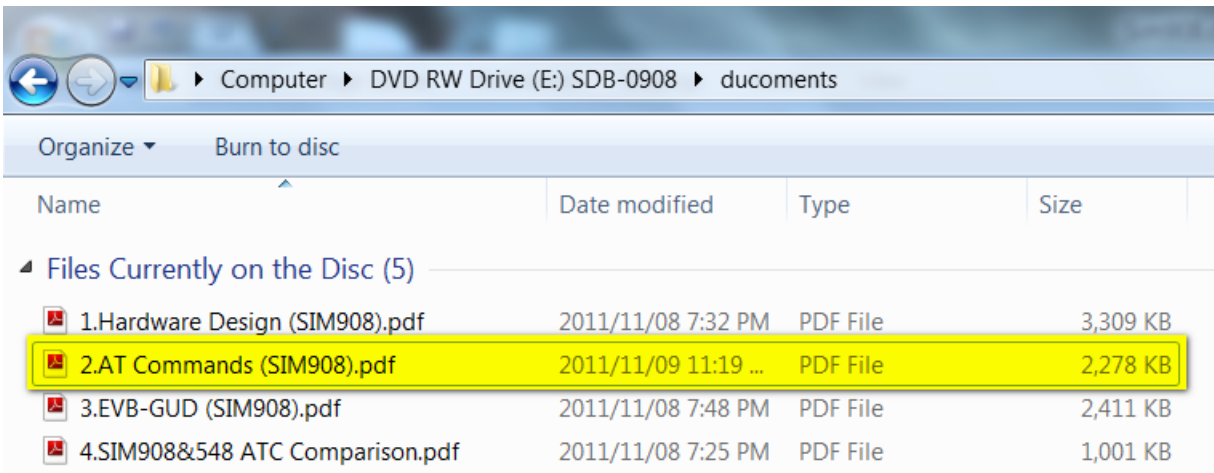 Computer DVD RW Drive (E:) SDB-0908 ducoments
Organize Burn to disc
Name Date modified Type Size
Files Currently on the Disc (5)
1.Hardware Design (SIM908).pdf 2011/11/08 7:32 PM PDF File 3,309 KB
2.AT Commands (SIM908).pdf 2011/11/09 11:19 ... PDF File 2,278 KB
3.EVB-GUD (SIM908).pdf 2011/11/08 7:48 PM PDF File 2,411 KB
4.SIM908&548 ATC Comparison.pdf 2011/11/08 7:25 PM PDF File 1,001 KB